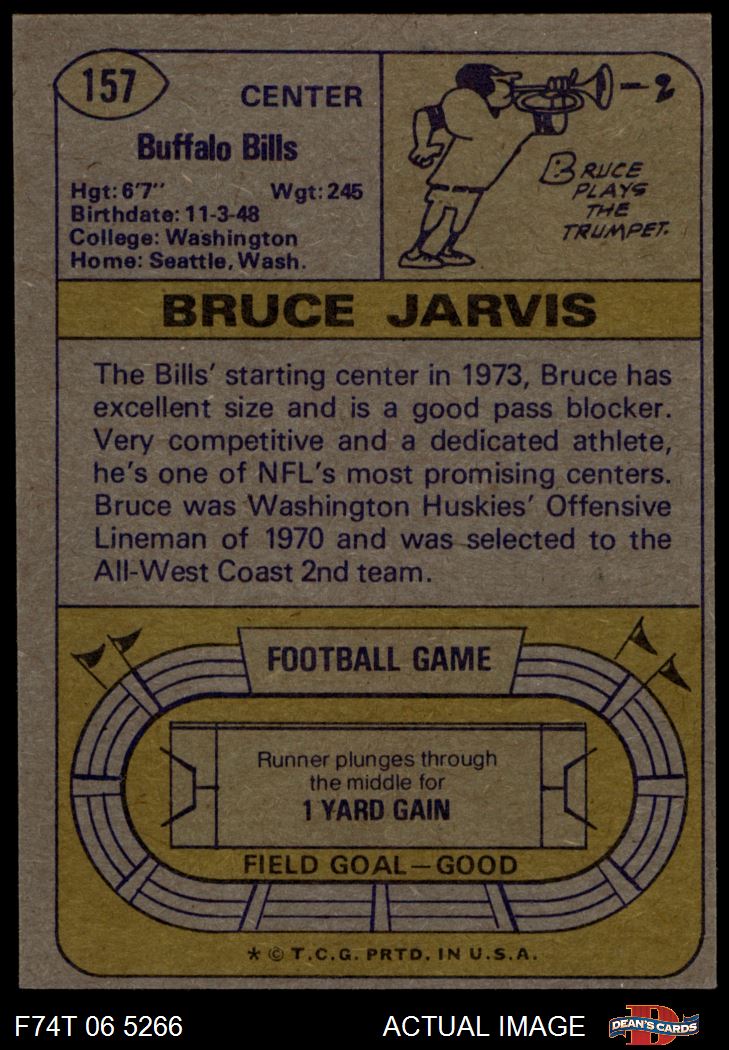 157
CENTER
Buffalo Bills
Hgt: 6'7"  Wgt: 245
Birthdate: 11-3-48
College: Washington
Home: Seattle, Wash.
BRUCE
PLAYS
THE
TRUMPET.
BRUCE JARVIS
The Bills' starting center in 1973, Bruce has
excellent size and is a good pass blocker.
Very competitive and a dedicated athlete,
he's one of NFL's most promising centers.
Bruce was Washington Huskies' Offensive
Lineman of 1970 and was selected to the
All-West Coast 2nd team.
FOOTBALL GAME
Runner plunges through
the middle for
1 YARD GAIN
FIELD GOAL—GOOD
* © T.C.G. PRTD. IN U.S.A.
F74T 06 5266
ACTUAL IMAGE
D
DEAN'S CARDS